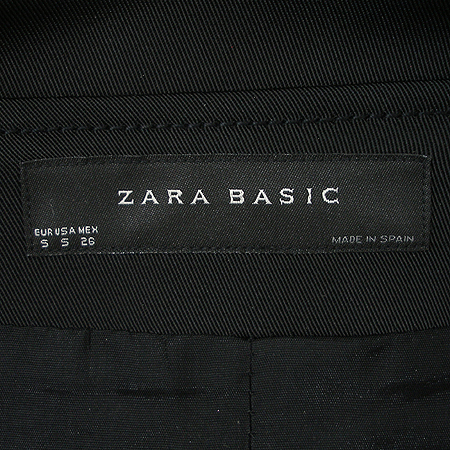 ZARA BASIC
EUR USA MEX
S S 26
MADE IN SPAIN